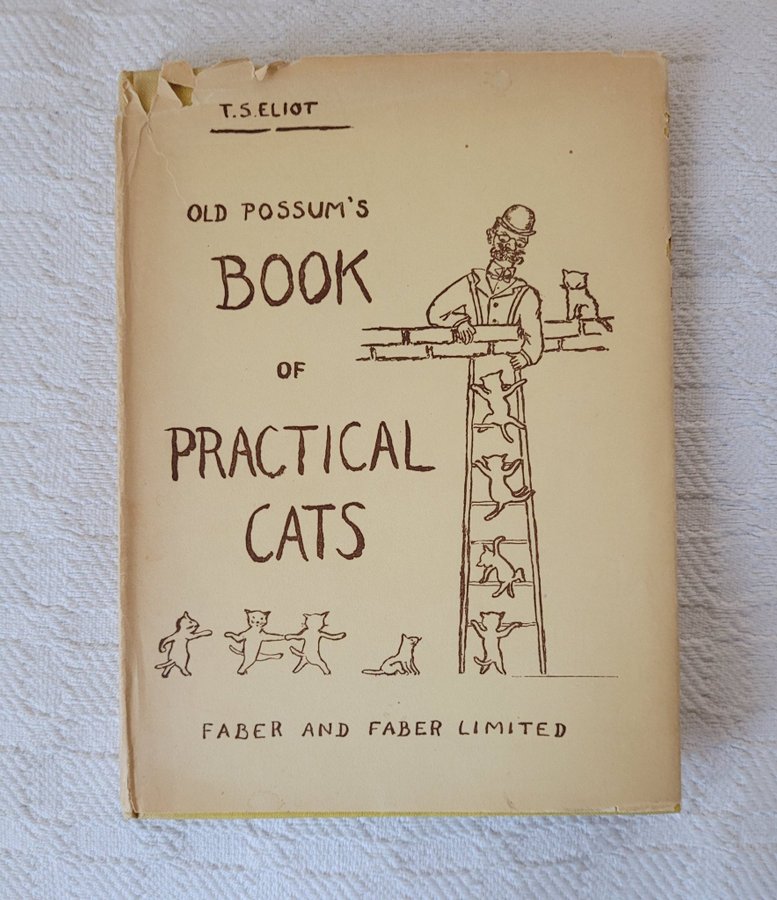 T.S.ELIOT
OLD POSSUM'S
BOOK
OF
PRACTICAL
CATS
FABER AND FABER LIMITED